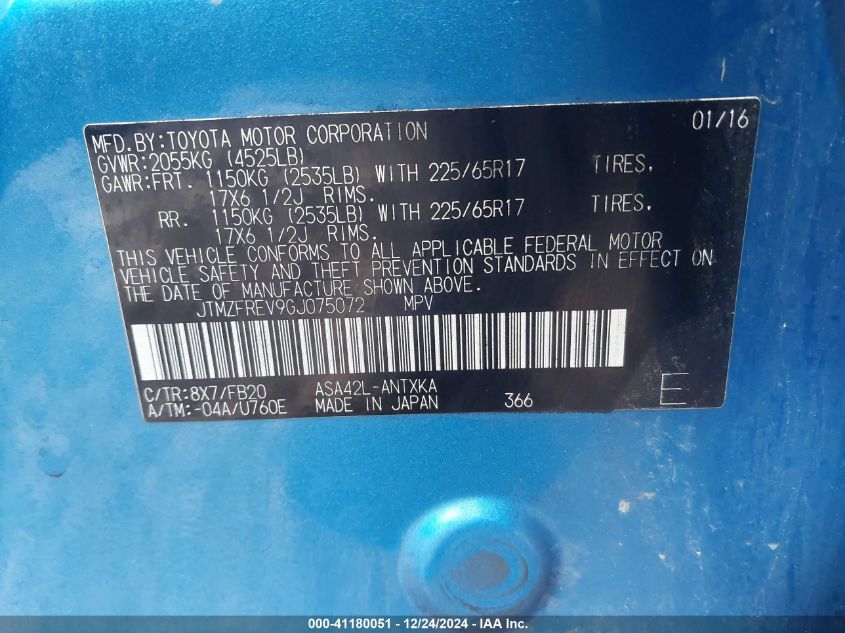 MFD.BY:TOYOTA MOTOR CORPORATION 01/16
GVWR:2055KG (4525LB)
GAWR:FRT. 1150KG (2535LB) WITH 225/65R17 TIRES.
17X6 1/2J RIMS.
RR. 1150KG (2535LB) WITH 225/65R17 TIRES.
17X6 1/2J RIMS.
THIS VEHICLE CONFORMS TO ALL APPLICABLE FEDERAL MOTOR
VEHICLE SAFETY AND THEFT PREVENTION STANDARDS IN EFFECT ON
THE DATE OF MANUFACTURE SHOWN ABOVE.
JTMZFREV9GJ075072 MPV
C/TR:8X7/FB20 ASA42L-ANTXKA
A/TM:-04A/U760E MADE IN JAPAN 366 E
000-41180051 - 12/24/2024 - IAA Inc.